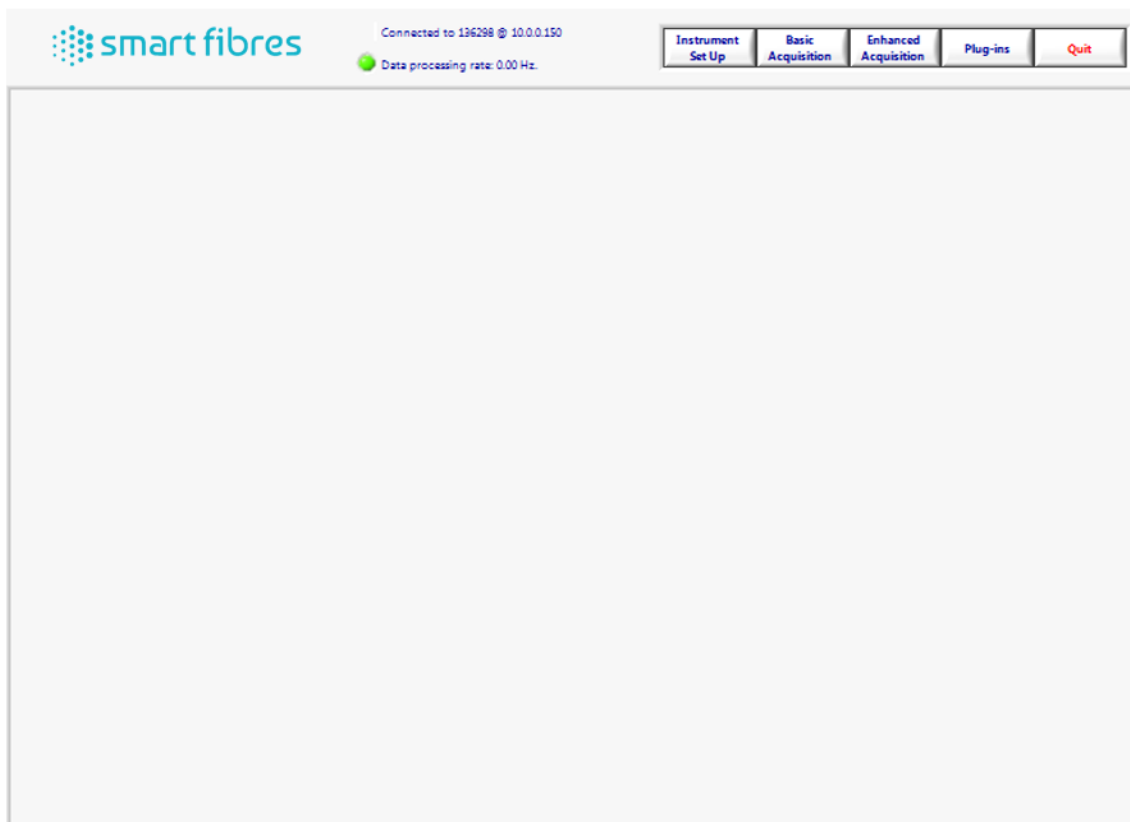 smart fibres
Connected to 136298 @ 10.0.0.150
Data processing rate: 0.00 Hz.
Instrument
Set Up
Basic
Acquisition
Enhanced
Acquisition
Plug-ins
Quit